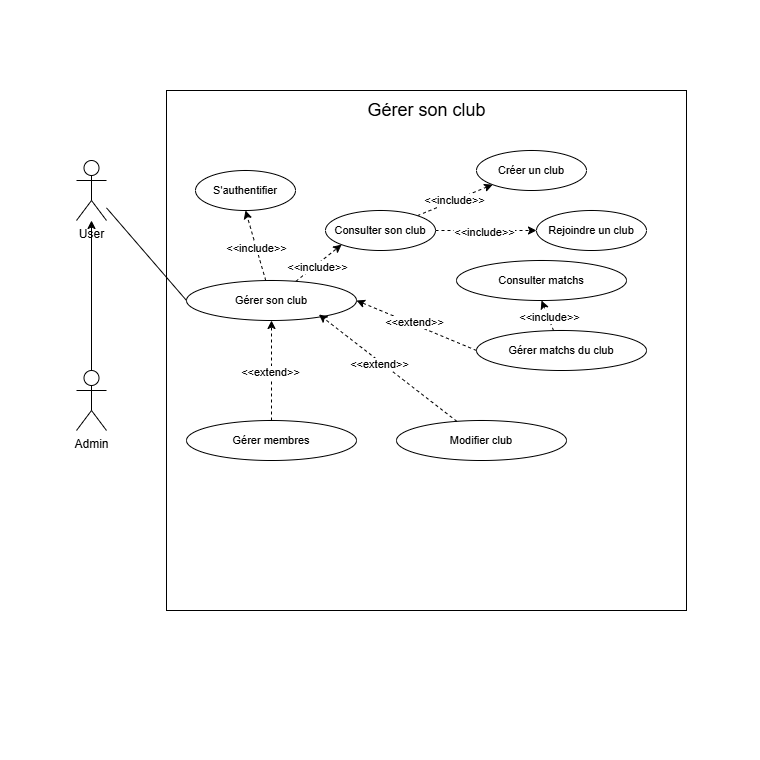 Gérer son club
Créer un club
S'authentifier
<<include>>
User
Consulter son club
<<include>>
Rejoindre un club
<<include>>
<<include>>
Consulter matchs
Gérer son club
<<extend>>
<<include>>
Gérer matchs du club
<<extend>>
<<extend>>
Admin
Gérer membres
Modifier club